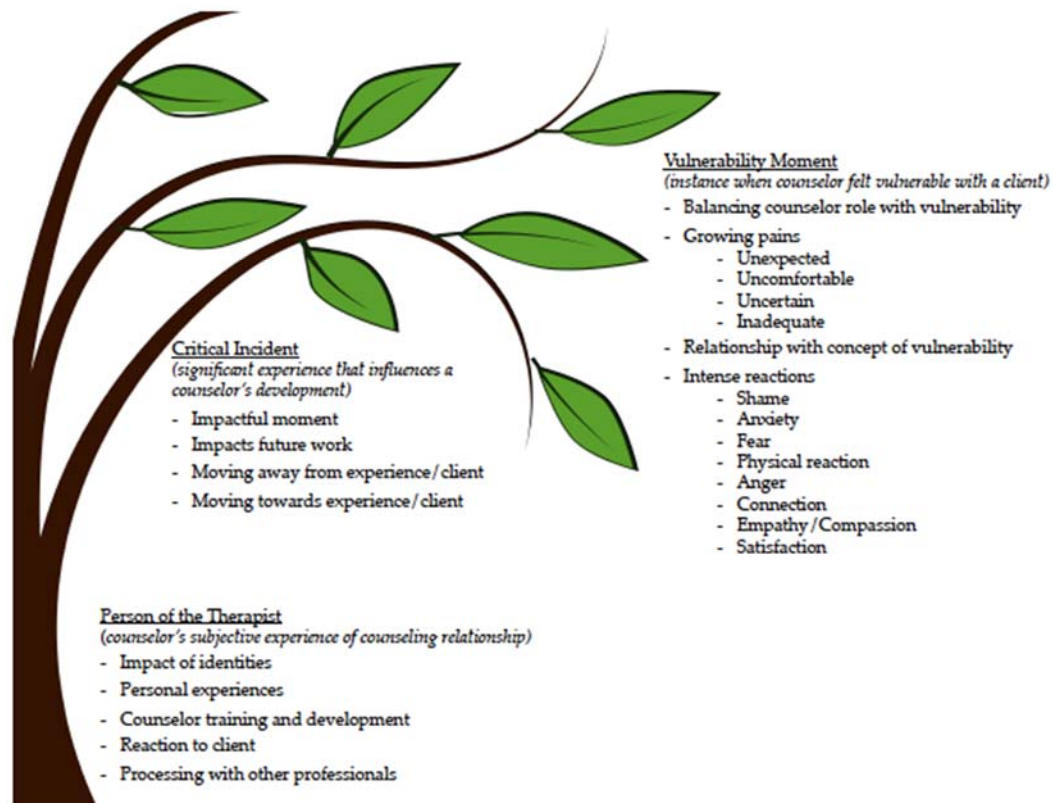 Vulnerability Moment
(instance when counselor felt vulnerable with a client)
- Balancing counselor role with vulnerability
- Growing pains
- Unexpected
- Uncomfortable
- Uncertain
- Inadequate
- Relationship with concept of vulnerability
- Intense reactions
- Shame
- Anxiety
- Fear
- Physical reaction
- Anger
- Connection
- Empathy/Compassion
- Satisfaction
Critical Incident
(significant experience that influences a
counselor's development)
- Impactful moment
- Impacts future work
- Moving away from experience/client
- Moving towards experience/client
Person of the Therapist
(counselor's subjective experience of counseling relationship)
- Impact of identities
- Personal experiences
- Counselor training and development
- Reaction to client
- Processing with other professionals